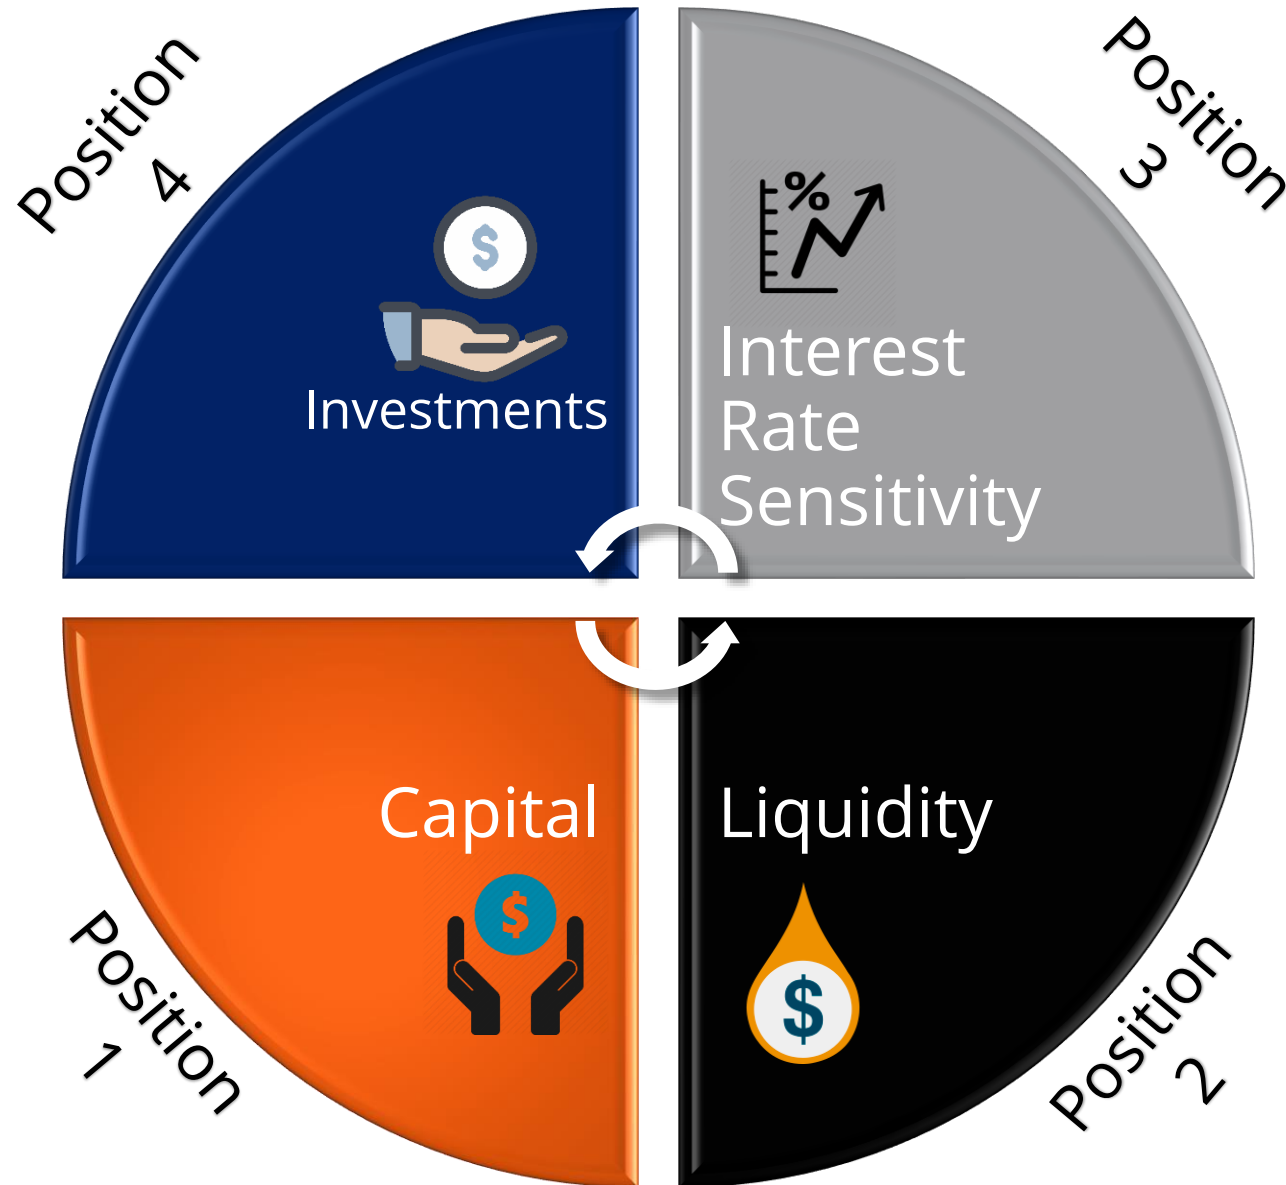 Position
4
Position
3
$
%
Investments
Interest
Rate
Sensitivity
Capital
Liquidity
$
$
Position
1
Position
2